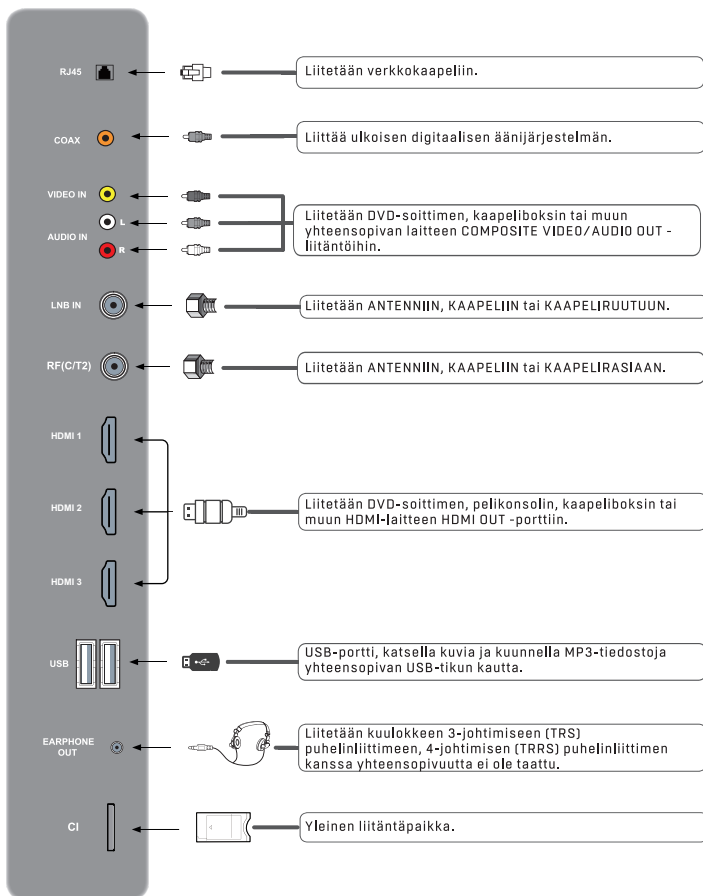 RJ45
Liitetään verkkokaapeliin.
COAX
Liittää ulkoisen digitaalisen äänijärjestelmän.
VIDEO IN
L
AUDIO IN
R
Liitetään DVD-soittimen, kaapeliboksin tai muun
yhteensopivan laitteen COMPOSITE VIDEO/AUDIO OUT -
liitäntöihin.
LNB IN
Liitetään ANTENNIIN, KAAPELIIN tai KAAPELIRUUTUUN.
RF(C/T2)
Liitetään ANTENNIIN, KAAPELIIN tai KAAPELIRASIAAN.
HDMI 1
HDMI 2
Liitetään DVD-soittimen, pelikonsolin, kaapeliboksin tai
muun HDMI-laitteen HDMI OUT -porttiin.
HDMI 3
USB
USB-portti, katsella kuvia ja kuunnella MP3-tiedostoja
yhteensopivan USB-tikun kautta.
EARPHONE
OUT
Liitetään kuulokkeen 3-johtimiseen (TRS)
puhelinliittimeen, 4-johtimisen (TRRS) puhelinliittimen
kanssa yhteensopivuutta ei ole taattu.
CI
Yleinen liitäntäpaikka.